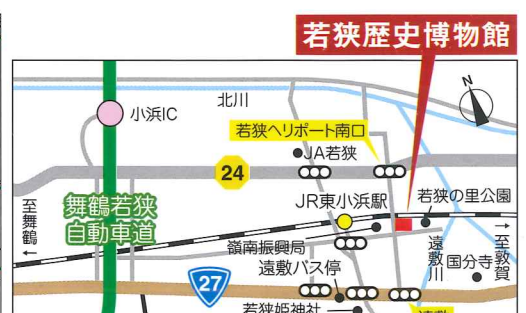 若狭歴史博物館
N
北川
小浜IC
若狭ヘリポート南口
JA若狭
24
JR東小浜駅
若狭の里公園
舞鶴若狭
自動車道
至舞鶴
←
→
至敦賀
遠敷川
国分寺
嶺南振興局
遠敷バス停
27
若狭姫神社
遠敷